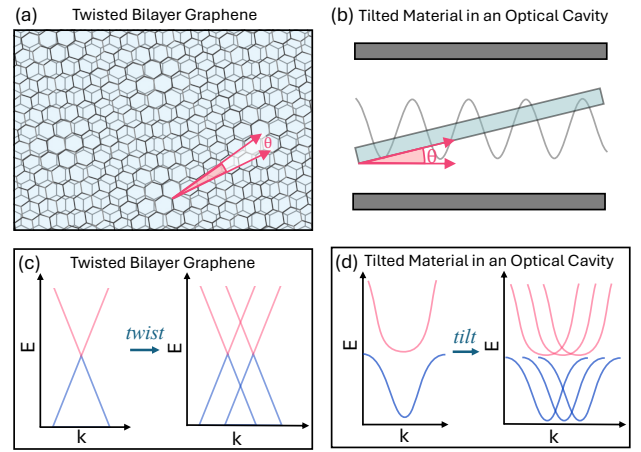 (a) Twisted Bilayer Graphene
θ
(b) Tilted Material in an Optical Cavity
θ
(c) Twisted Bilayer Graphene
E
twist
E
k
k
(d) Tilted Material in an Optical Cavity
E
tilt
E
k
k